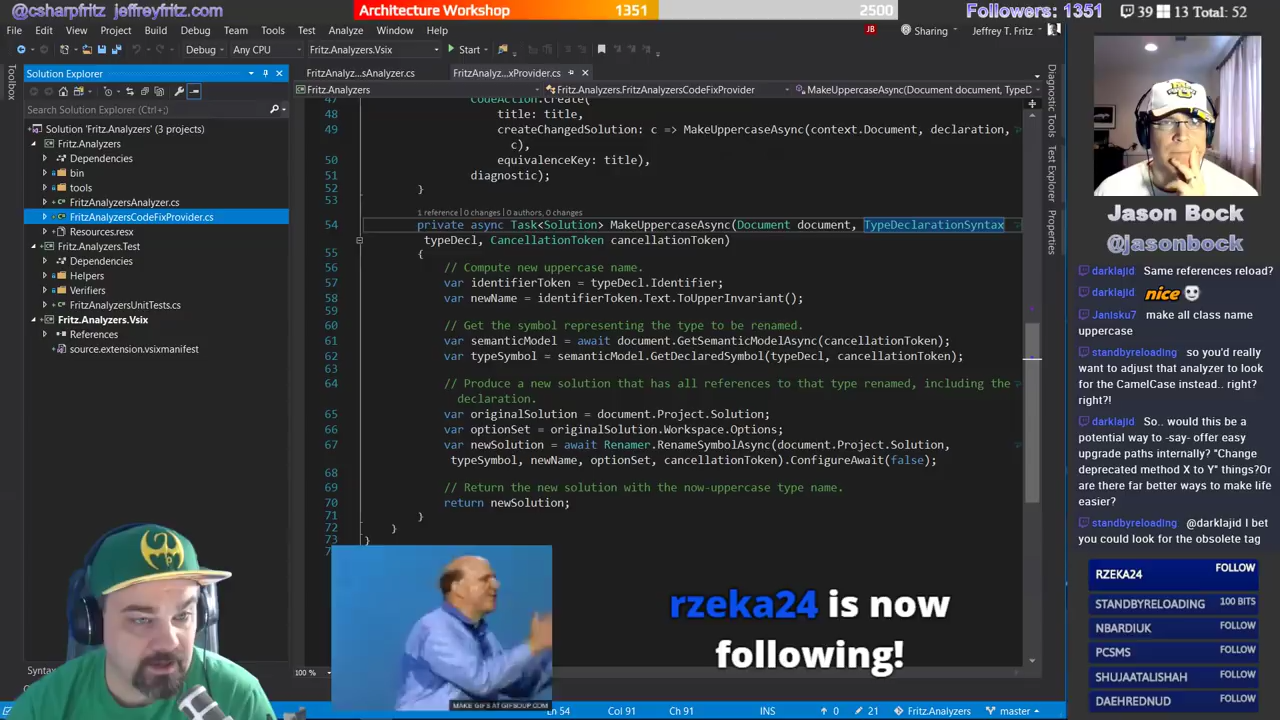 @csharpfritz jeffreyfritz.com
Architecture Workshop
1351
2500
Followers: 1351
39
13 Total: 52
File Edit View Project Build Debug Team Tools Test Analyze Window Help
JB
Sharing
Jeffrey T. Fritz
Debug
Any CPU
Fritz.Analyzers.Vsix
Start
Toolbox
Solution Explorer
FritzAnalyz...sAnalyzer.cs
FritzAnalyz...xProvider.cs
Fritz.Analyzers
Fritz.Analyzers.FritzAnalyzersCodeFixProvider
MakeUppercaseAsync(Document document, TypeD
Search Solution Explorer (Ctrl+;)
Solution 'Fritz.Analyzers' (3 projects)
Fritz.Analyzers
Dependencies
bin
tools
FritzAnalyzersAnalyzer.cs
FritzAnalyzersCodeFixProvider.cs
Resources.resx
Fritz.Analyzers.Test
Dependencies
Helpers
Verifiers
FritzAnalyzersUnitTests.cs
Fritz.Analyzers.Vsix
References
source.extension.vsixmanifest
47 CodeAction.Create(
48 title: title,
49 createChangedSolution: c => MakeUppercaseAsync(context.Document, declaration,
c),
50 equivalenceKey: title),
51 diagnostic);
52 }
53
1 reference | 0 changes | 0 authors, 0 changes
54 private async Task<Solution> MakeUppercaseAsync(Document document, TypeDeclarationSyntax
typeDecl, CancellationToken cancellationToken)
55 {
56 // Compute new uppercase name.
57 var identifierToken = typeDecl.Identifier;
58 var newName = identifierToken.Text.ToUpperInvariant();
59
60 // Get the symbol representing the type to be renamed.
61 var semanticModel = await document.GetSemanticModelAsync(cancellationToken);
62 var typeSymbol = semanticModel.GetDeclaredSymbol(typeDecl, cancellationToken);
63
64 // Produce a new solution that has all references to that type renamed, including the
declaration.
65 var originalSolution = document.Project.Solution;
66 var optionSet = originalSolution.Workspace.Options;
67 var newSolution = await Renamer.RenameSymbolAsync(document.Project.Solution,
typeSymbol, newName, optionSet, cancellationToken).ConfigureAwait(false);
68
69 // Return the new solution with the now-uppercase type name.
70 return newSolution;
71 }
72 }
73 }
Diagnostic Tools
Test Explorer
Properties
Jason Bock
@jasonbock
darklajid Same references reload?
darklajid nice
Janisku7 make all class name
uppercase
standbyreloading so you'd really
want to adjust that analyzer to look
for the CamelCase instead.. right?
right?!
darklajid So.. would this be a
potential way to -say- offer easy
upgrade paths internally? "Change
deprecated method X to Y" things?Or
are there far better ways to make life
easier?
standbyreloading @darklajid I bet
you could look for the obsolete tag
RZEKA24 FOLLOW
STANDBYRELOADING 100 BITS
NBARDIUK FOLLOW
PCSMS FOLLOW
SHUJAATALISHAH FOLLOW
DAEHREDNUD FOLLOW
rzeka24 is now
following!
MAKE GIFS AT GIFSOUP.COM
100 %
Synta
Ln 54 Col 91 Ch 91 INS 0 21 Fritz.Analyzers master